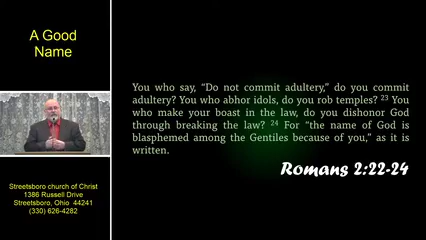 A Good
Name
Streetsboro church of Christ
1386 Russell Drive
Streetsboro, Ohio  44241
(330) 626-4282
You who say, “Do not commit adultery,” do you commit
adultery? You who abhor idols, do you rob temples? 23 You
who make your boast in the law, do you dishonor God
through breaking the law? 24 For “the name of God is
blasphemed among the Gentiles because of you,” as it is
written.
Romans 2:22-24